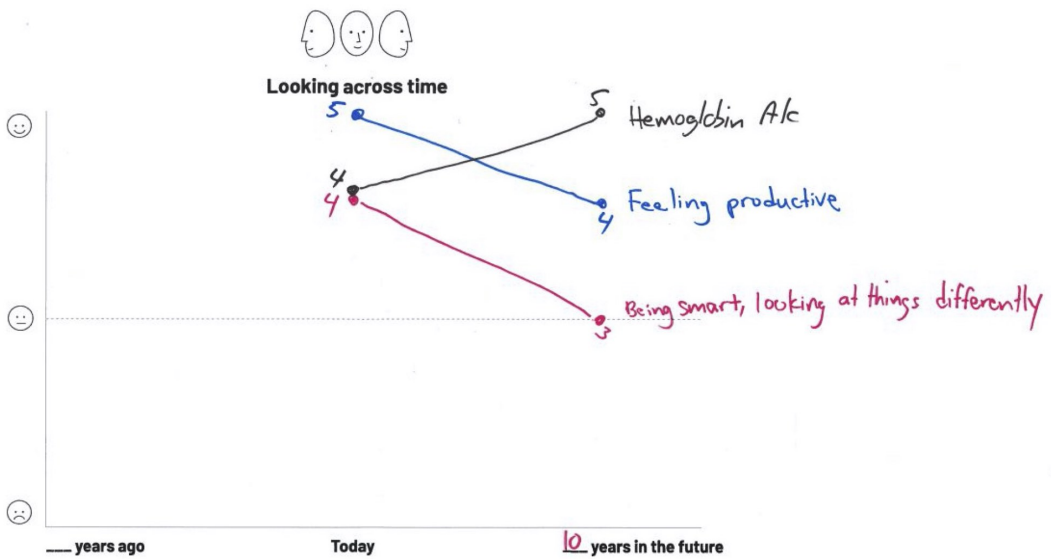 Looking across time
5
5
Hemoglobin A1c
4
4
Feeling productive
4
Being smart, looking at things differently
3
___ years ago
Today
10 years in the future